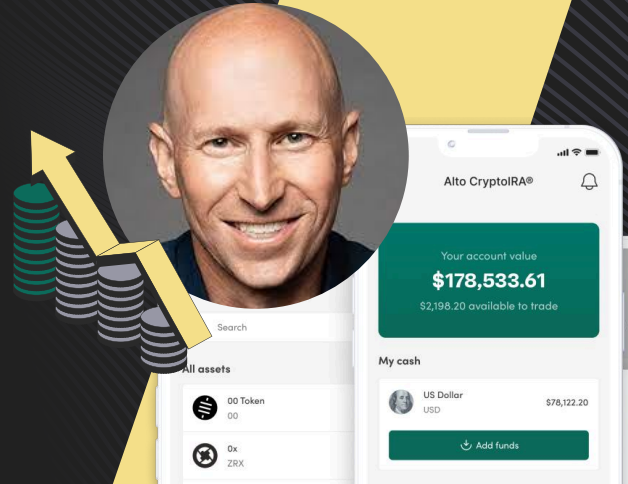 Alto CryptoIRA®
Your account value
$178,533.61
$2,198.20 available to trade
Search
All assets
00 Token
00
0x
ZRX
My cash
US Dollar
USD
$78,122.20
Add funds